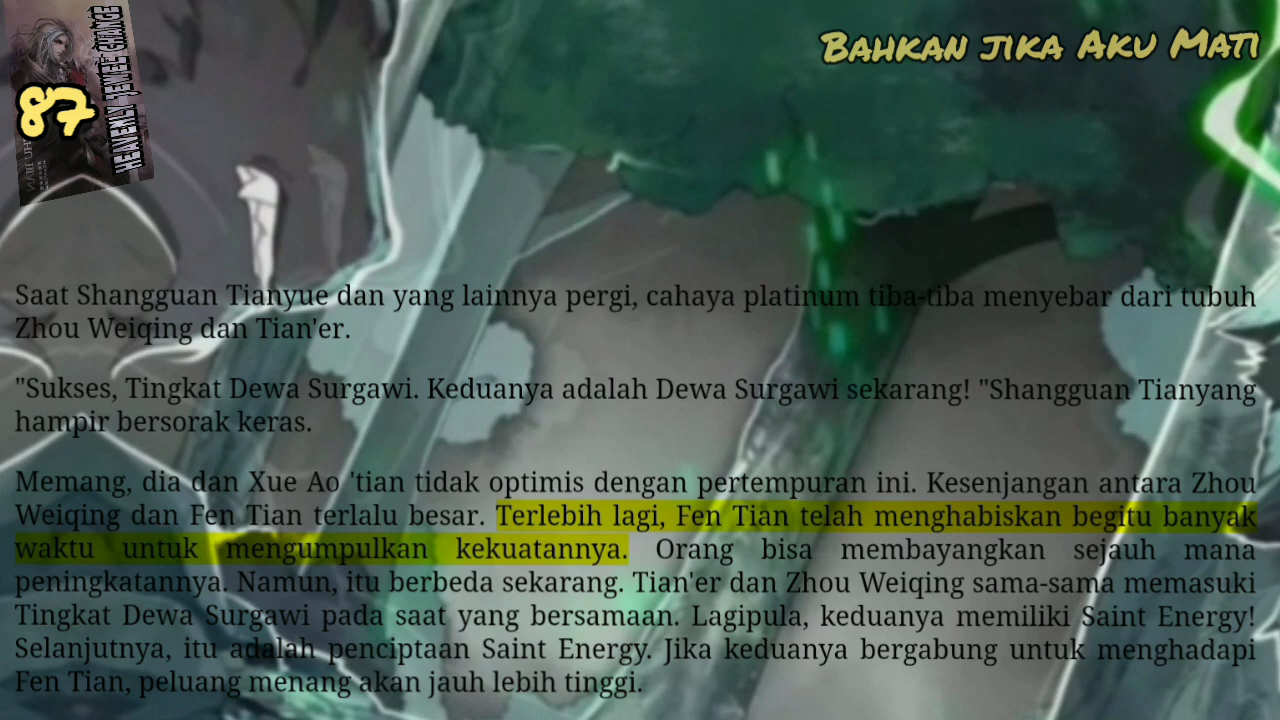 87
HEAVENLY JEWEL CHANGE
Bahkan jika Aku Mati
Saat Shangguan Tianyue dan yang lainnya pergi, cahaya platinum tiba-tiba menyebar dari tubuh
Zhou Weiqing dan Tian'er.
"Sukses, Tingkat Dewa Surgawi. Keduanya adalah Dewa Surgawi sekarang! "Shangguan Tianyang
hampir bersorak keras.
Memang, dia dan Xue Ao 'tian tidak optimis dengan pertempuran ini. Kesenjangan antara Zhou
Weiqing dan Fen Tian terlalu besar. Terlebih lagi, Fen Tian telah menghabiskan begitu banyak
waktu untuk mengumpulkan kekuatannya. Orang bisa membayangkan sejauh mana
peningkatannya. Namun, itu berbeda sekarang. Tian'er dan Zhou Weiqing sama-sama memasuki
Tingkat Dewa Surgawi pada saat yang bersamaan. Lagipula, keduanya memiliki Saint Energy!
Selanjutnya, itu adalah penciptaan Saint Energy. Jika keduanya bergabung untuk menghadapi
Fen Tian, peluang menang akan jauh lebih tinggi.